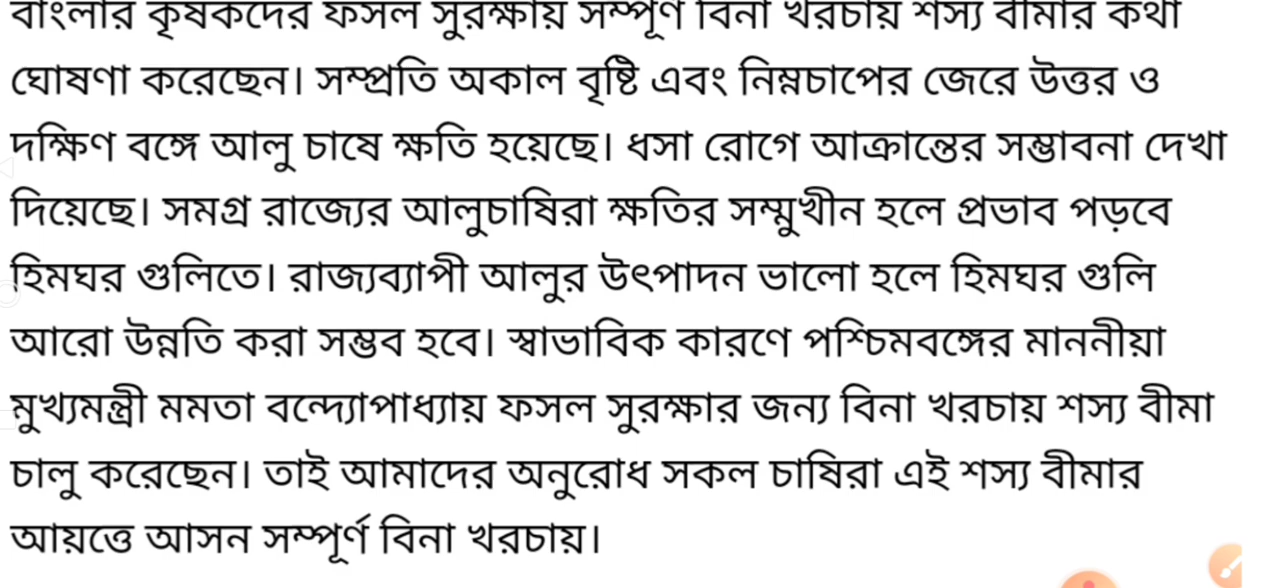 বাংলার কৃষকদের ফসল সুরক্ষায় সম্পূর্ণ বিনা খরচায় শস্য বীমার কথা
ঘোষণা করেছেন। সম্প্রতি অকাল বৃষ্টি এবং নিম্নচাপের জেরে উত্তর ও
দক্ষিণ বঙ্গে আলু চাষে ক্ষতি হয়েছে। ধসা রোগে আক্রান্তের সম্ভাবনা দেখা
দিয়েছে। সমগ্র রাজ্যের আলুচাষিরা ক্ষতির সম্মুখীন হলে প্রভাব পড়বে
হিমঘর গুলিতে। রাজ্যব্যাপী আলুর উৎপাদন ভালো হলে হিমঘর গুলি
আরো উন্নতি করা সম্ভব হবে। স্বাভাবিক কারণে পশ্চিমবঙ্গের মাননীয়া
মুখ্যমন্ত্রী মমতা বন্দ্যোপাধ্যায় ফসল সুরক্ষার জন্য বিনা খরচায় শস্য বীমা
চালু করেছেন। তাই আমাদের অনুরোধ সকল চাষিরা এই শস্য বীমার
আয়ত্তে আসন সম্পূর্ণ বিনা খরচায়।